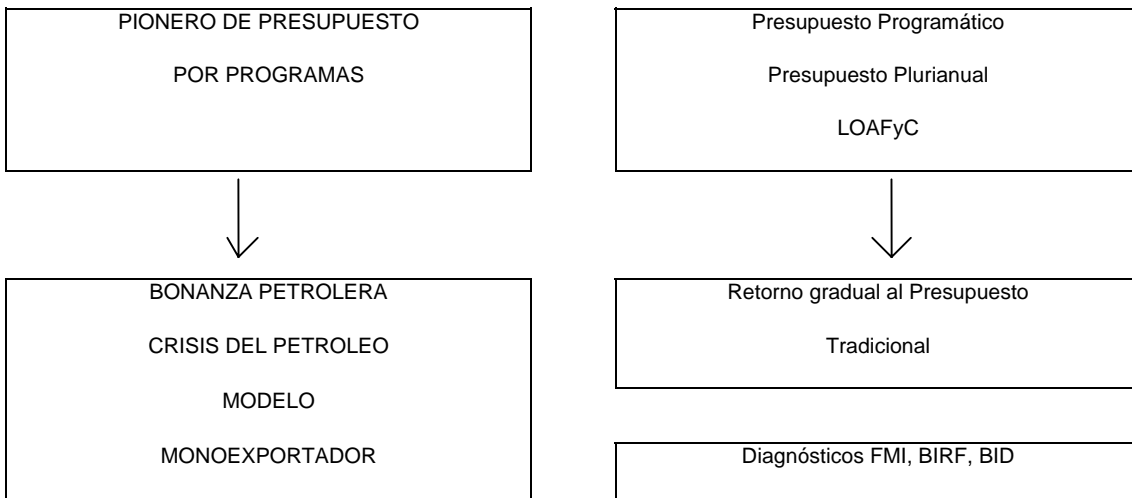 PIONERO DE PRESUPUESTO
POR PROGRAMAS
Presupuesto Programático
Presupuesto Plurianual
LOAFyC
BONANZA PETROLERA
CRISIS DEL PETROLEO
MODELO
MONOEXPORTADOR
Retorno gradual al Presupuesto
Tradicional
Diagnósticos FMI, BIRF, BID